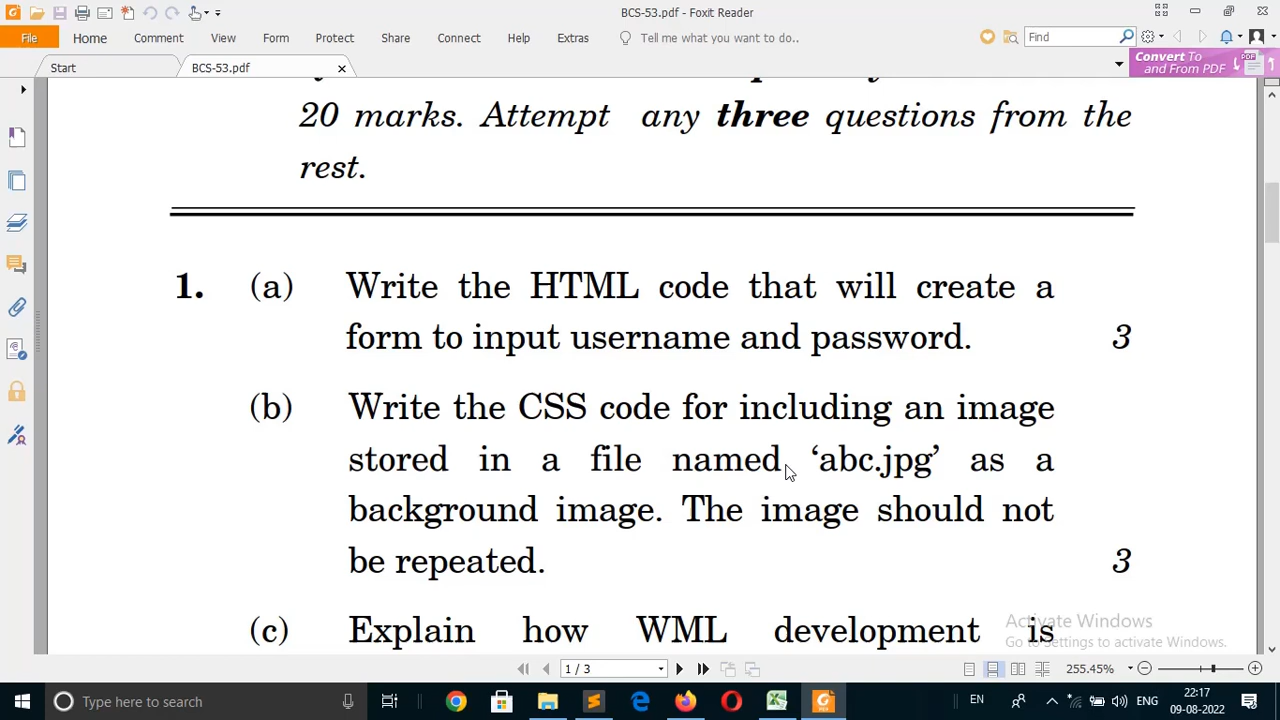 BCS-53.pdf - Foxit Reader
File Home Comment View Form Protect Share Connect Help Extras Tell me what you want to do.. Find
Start BCS-53.pdf Convert To and From PDF PDF
20 marks. Attempt any three questions from the
rest.
1. (a) Write the HTML code that will create a
form to input username and password. 3
(b) Write the CSS code for including an image
stored in a file named ‘abc.jpg’ as a
background image. The image should not
be repeated. 3
(c) Explain how WML development is
Activate Windows
Go to Settings to activate Windows.
1 / 3 255.45%
Type here to search EN ENG 22:17
09-08-2022